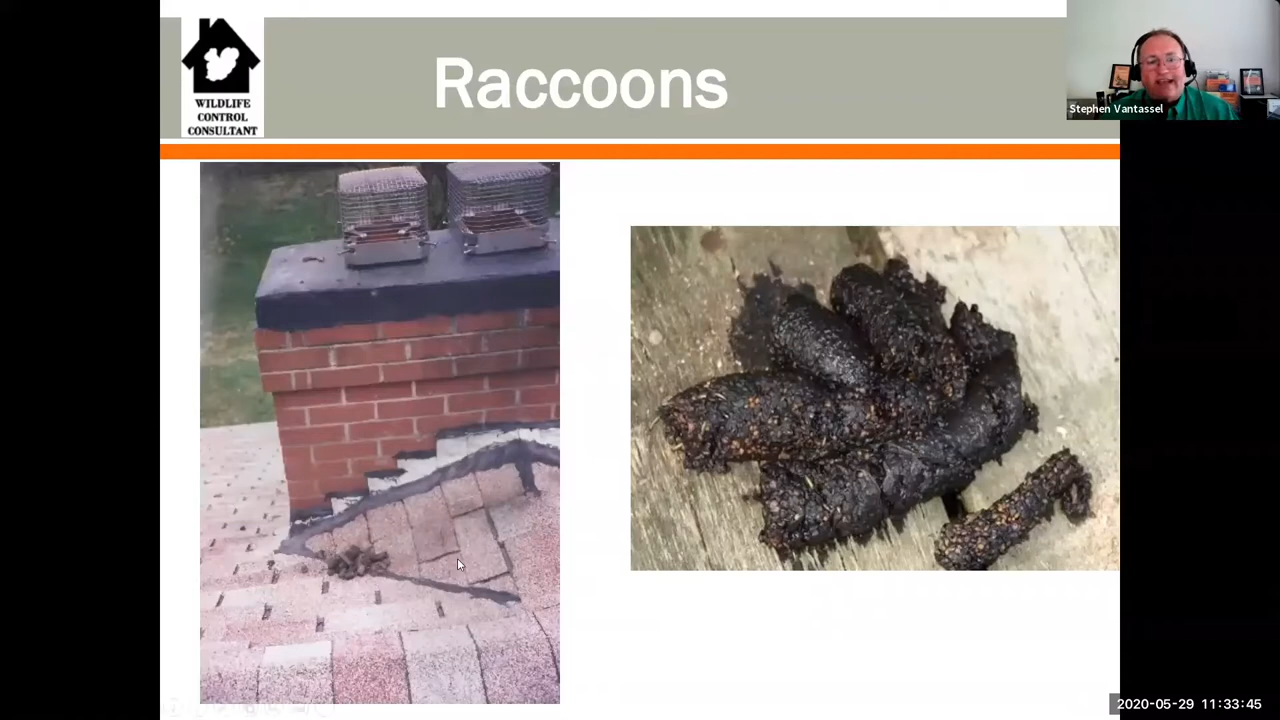 Raccoons
WILDLIFE
CONTROL
CONSULTANT
Stephen Vantassel
2020-05-29 11:33:45